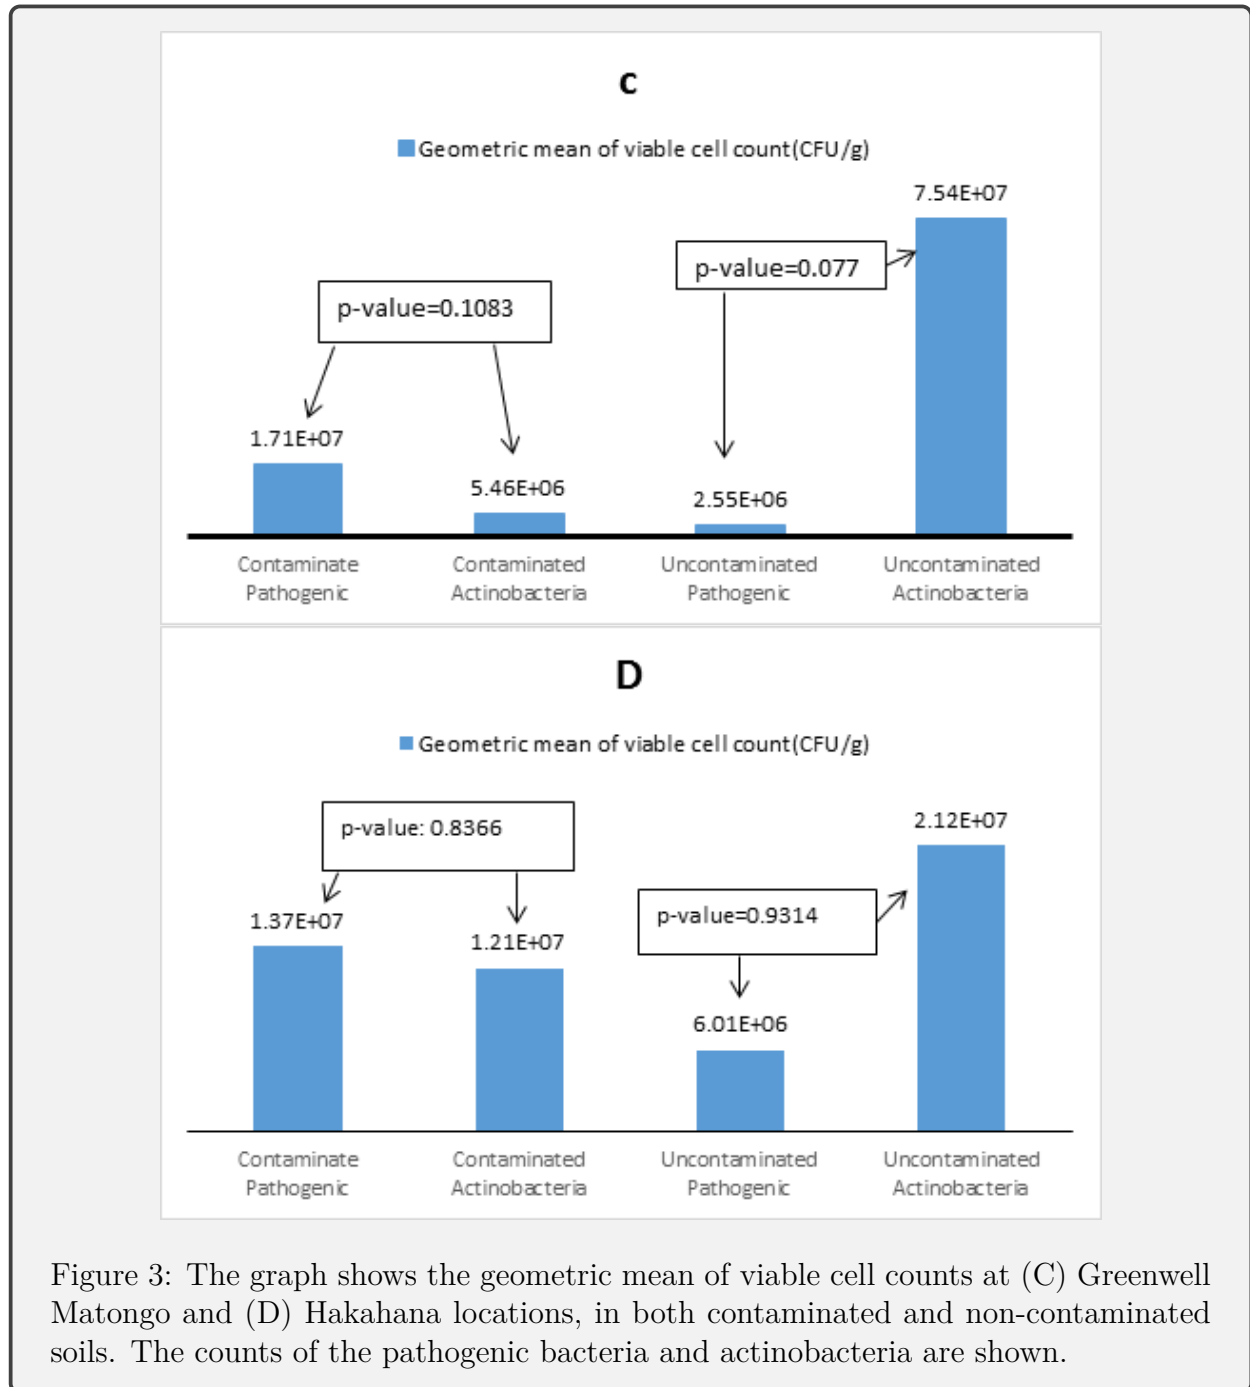 C
Geometric mean of viable cell count(CFU/g)
7.54E+07
p-value=0.077
p-value=0.1083
1.71E+07
5.46E+06
2.55E+06
Contaminate Pathogenic
Contaminated Actinobacteria
Uncontaminated Pathogenic
Uncontaminated Actinobacteria
D
Geometric mean of viable cell count(CFU/g)
p-value: 0.8366
2.12E+07
p-value=0.9314
1.37E+07
1.21E+07
6.01E+06
Contaminate Pathogenic
Contaminated Actinobacteria
Uncontaminated Pathogenic
Uncontaminated Actinobacteria
Figure 3: The graph shows the geometric mean of viable cell counts at (C) Greenwell
Matongo and (D) Hakahana locations, in both contaminated and non-contaminated
soils. The counts of the pathogenic bacteria and actinobacteria are shown.